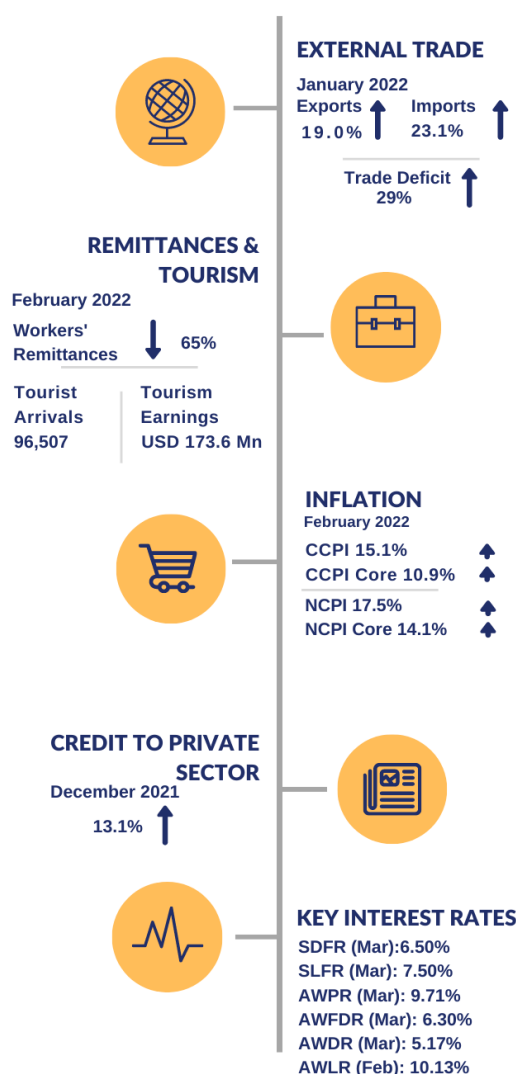 EXTERNAL TRADE
January 2022
Exports
Imports
19.0%
23.1%
Trade Deficit
29%
REMITTANCES &
TOURISM
February 2022
Workers'
Remittances
65%
Tourist
Arrivals
96,507
Tourism
Earnings
USD 173.6 Mn
INFLATION
February 2022
CCPI 15.1%
CCPI Core 10.9%
NCPI 17.5%
NCPI Core 14.1%
CREDIT TO PRIVATE
SECTOR
December 2021
13.1%
KEY INTEREST RATES
SDFR (Mar):6.50%
SLFR (Mar): 7.50%
AWPR (Mar): 9.71%
AWFDR (Mar): 6.30%
AWDR (Mar): 5.17%
AWLR (Feb): 10.13%